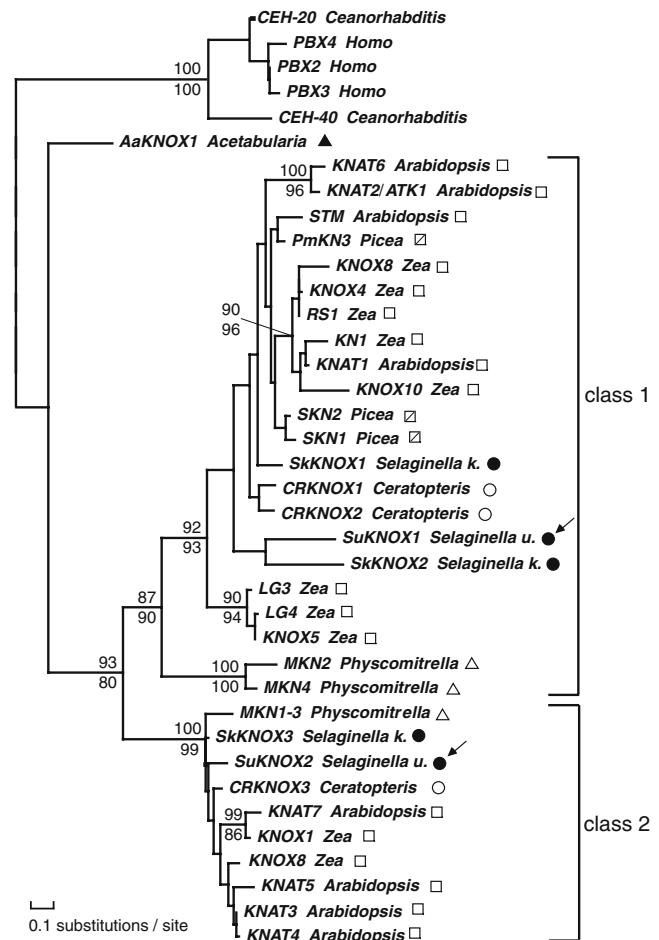 CEH-20 Ceanorhabditis
PBX4 Homo
PBX2 Homo
PBX3 Homo
100
100
CEH-40 Ceanorhabditis
AaKNOX1 Acetabularia
KNAT6 Arabidopsis
100
96
KNAT2/ATK1 Arabidopsis
STM Arabidopsis
PmKN3 Picea
KNOX8 Zea
KNOX4 Zea
90
96
RS1 Zea
KN1 Zea
KNAT1 Arabidopsis
KNOX10 Zea
class 1
SKN2 Picea
SKN1 Picea
SkKNOX1 Selaginella k.
CRKNOX1 Ceratopteris
CRKNOX2 Ceratopteris
92
93
SuKNOX1 Selaginella u.
SkKNOX2 Selaginella k.
LG3 Zea
87
90
90
94
LG4 Zea
KNOX5 Zea
93
80
100
100
MKN2 Physcomitrella
MKN4 Physcomitrella
MKN1-3 Physcomitrella
100
99
SkKNOX3 Selaginella k.
SuKNOX2 Selaginella u.
CRKNOX3 Ceratopteris
KNAT7 Arabidopsis
99
86
KNOX1 Zea
class 2
KNOX8 Zea
KNAT5 Arabidopsis
KNAT3 Arabidopsis
KNAT4 Arabidopsis
0.1 substitutions / site